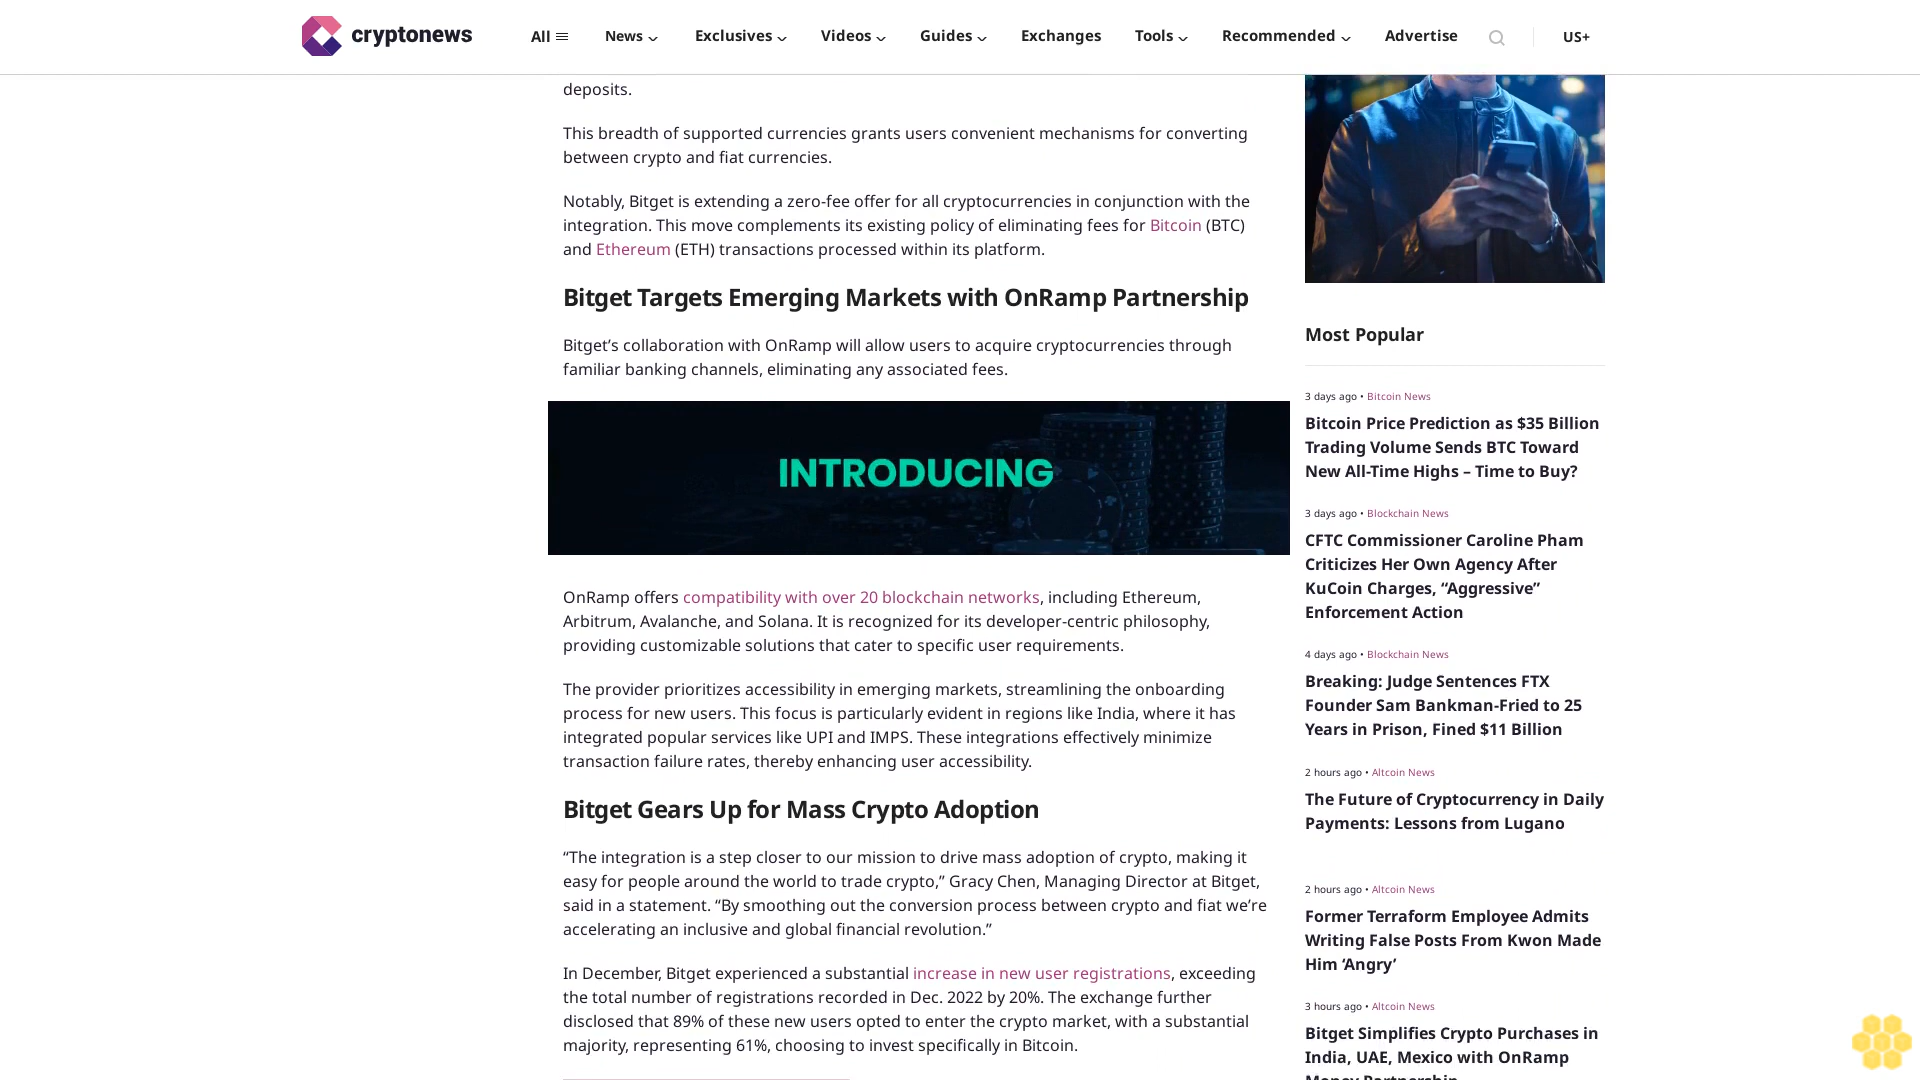 cryptonews
All
News
Exclusives
Videos
Guides
Exchanges
Tools
Recommended
Advertise
US+
deposits.
This breadth of supported currencies grants users convenient mechanisms for converting
between crypto and fiat currencies.
Notably, Bitget is extending a zero-fee offer for all cryptocurrencies in conjunction with the
integration. This move complements its existing policy of eliminating fees for Bitcoin (BTC)
and Ethereum (ETH) transactions processed within its platform.
Bitget Targets Emerging Markets with OnRamp Partnership
Bitget’s collaboration with OnRamp will allow users to acquire cryptocurrencies through
familiar banking channels, eliminating any associated fees.
INTRODUCING
OnRamp offers compatibility with over 20 blockchain networks, including Ethereum,
Arbitrum, Avalanche, and Solana. It is recognized for its developer-centric philosophy,
providing customizable solutions that cater to specific user requirements.
The provider prioritizes accessibility in emerging markets, streamlining the onboarding
process for new users. This focus is particularly evident in regions like India, where it has
integrated popular services like UPI and IMPS. These integrations effectively minimize
transaction failure rates, thereby enhancing user accessibility.
Bitget Gears Up for Mass Crypto Adoption
“The integration is a step closer to our mission to drive mass adoption of crypto, making it
easy for people around the world to trade crypto,” Gracy Chen, Managing Director at Bitget,
said in a statement. “By smoothing out the conversion process between crypto and fiat we’re
accelerating an inclusive and global financial revolution.”
In December, Bitget experienced a substantial increase in new user registrations, exceeding
the total number of registrations recorded in Dec. 2022 by 20%. The exchange further
disclosed that 89% of these new users opted to enter the crypto market, with a substantial
majority, representing 61%, choosing to invest specifically in Bitcoin.
Most Popular
3 days ago • Bitcoin News
Bitcoin Price Prediction as $35 Billion
Trading Volume Sends BTC Toward
New All-Time Highs – Time to Buy?
3 days ago • Blockchain News
CFTC Commissioner Caroline Pham
Criticizes Her Own Agency After
KuCoin Charges, “Aggressive”
Enforcement Action
4 days ago • Blockchain News
Breaking: Judge Sentences FTX
Founder Sam Bankman-Fried to 25
Years in Prison, Fined $11 Billion
2 hours ago • Altcoin News
The Future of Cryptocurrency in Daily
Payments: Lessons from Lugano
2 hours ago • Altcoin News
Former Terraform Employee Admits
Writing False Posts From Kwon Made
Him ‘Angry’
3 hours ago • Altcoin News
Bitget Simplifies Crypto Purchases in
India, UAE, Mexico with OnRamp
Money Partnership